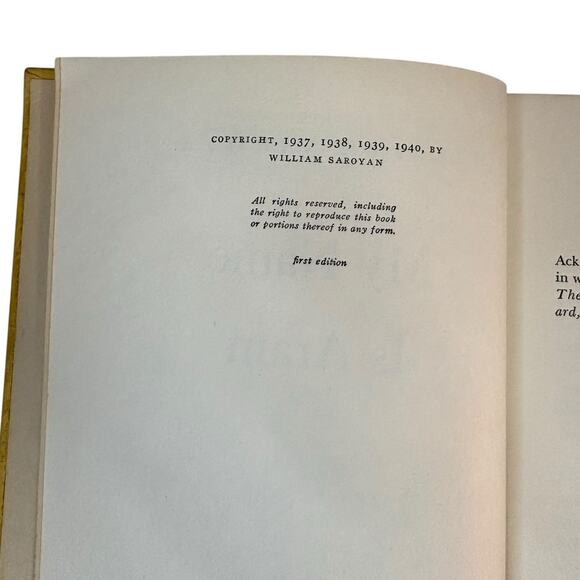 COPYRIGHT, 1937, 1938, 1939, 1940, BY
WILLIAM SAROYAN
All rights reserved, including
the right to reproduce this book
or portions thereof in any form.
first edition
Ack
in w
The
ard,